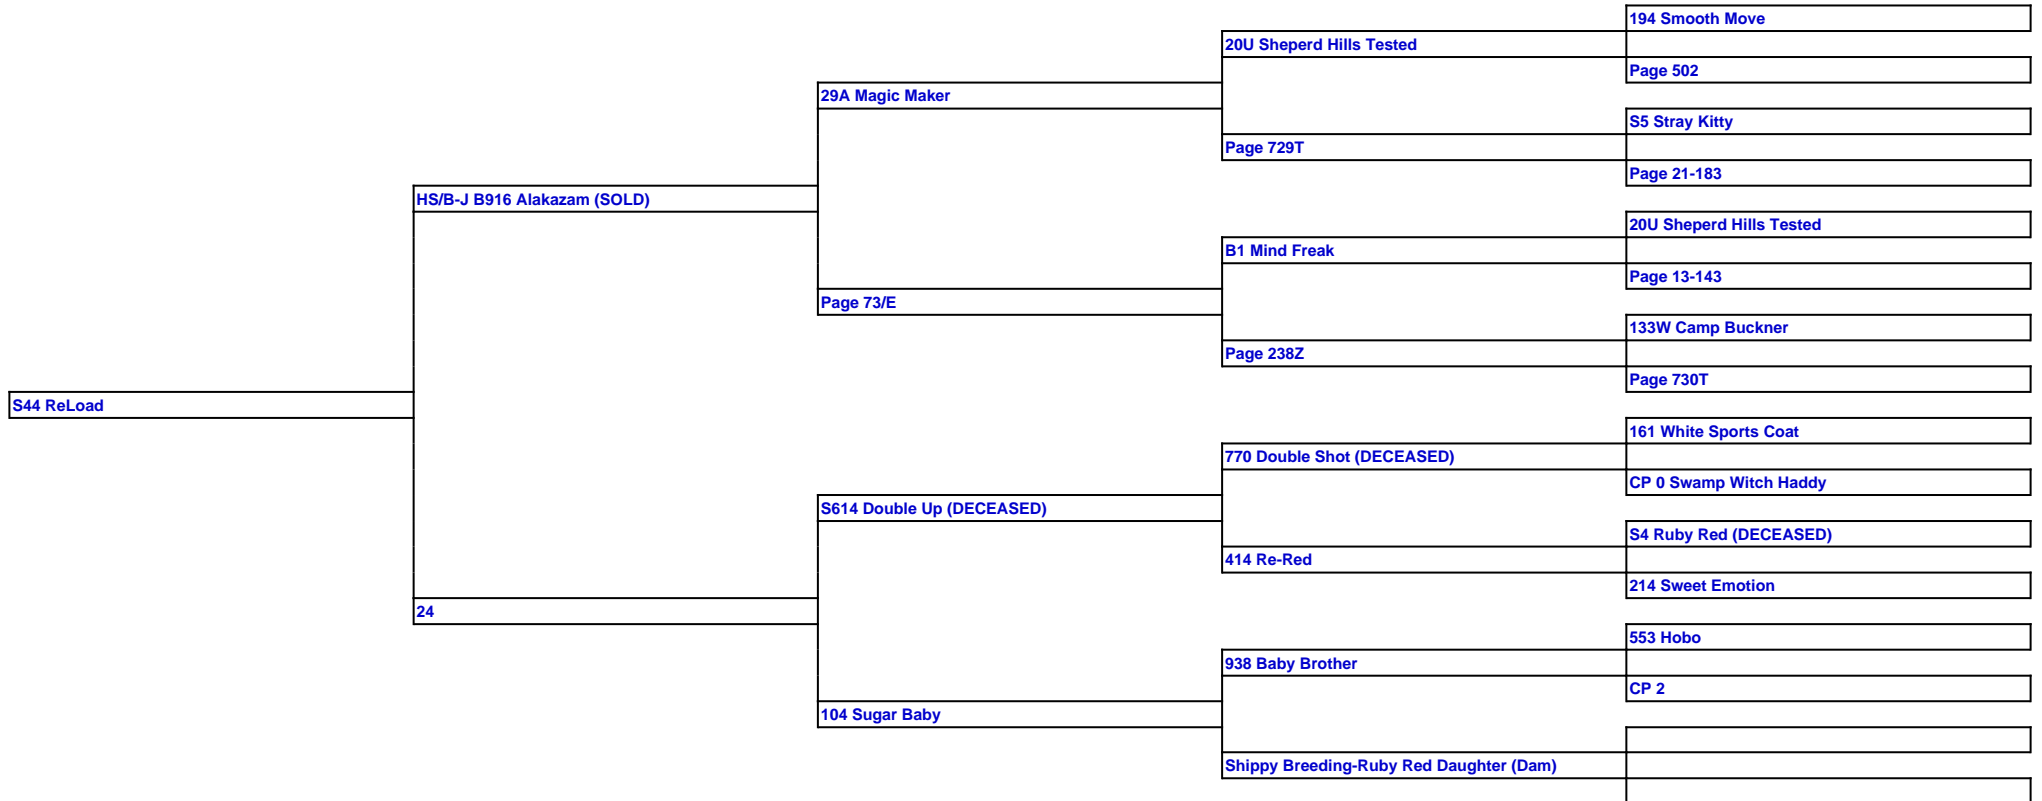 194 Smooth Move
20U Sheperd Hills Tested
Page 502
29A Magic Maker
S5 Stray Kitty
Page 729T
Page 21-183
HS/B-J B916 Alakazam (SOLD)
20U Sheperd Hills Tested
B1 Mind Freak
Page 13-143
Page 73/E
133W Camp Buckner
Page 238Z
Page 730T
S44 ReLoad
161 White Sports Coat
770 Double Shot (DECEASED)
CP 0 Swamp Witch Haddy
S614 Double Up (DECEASED)
S4 Ruby Red (DECEASED)
414 Re-Red
214 Sweet Emotion
24
553 Hobo
938 Baby Brother
CP 2
104 Sugar Baby
Shippy Breeding-Ruby Red Daughter (Dam)